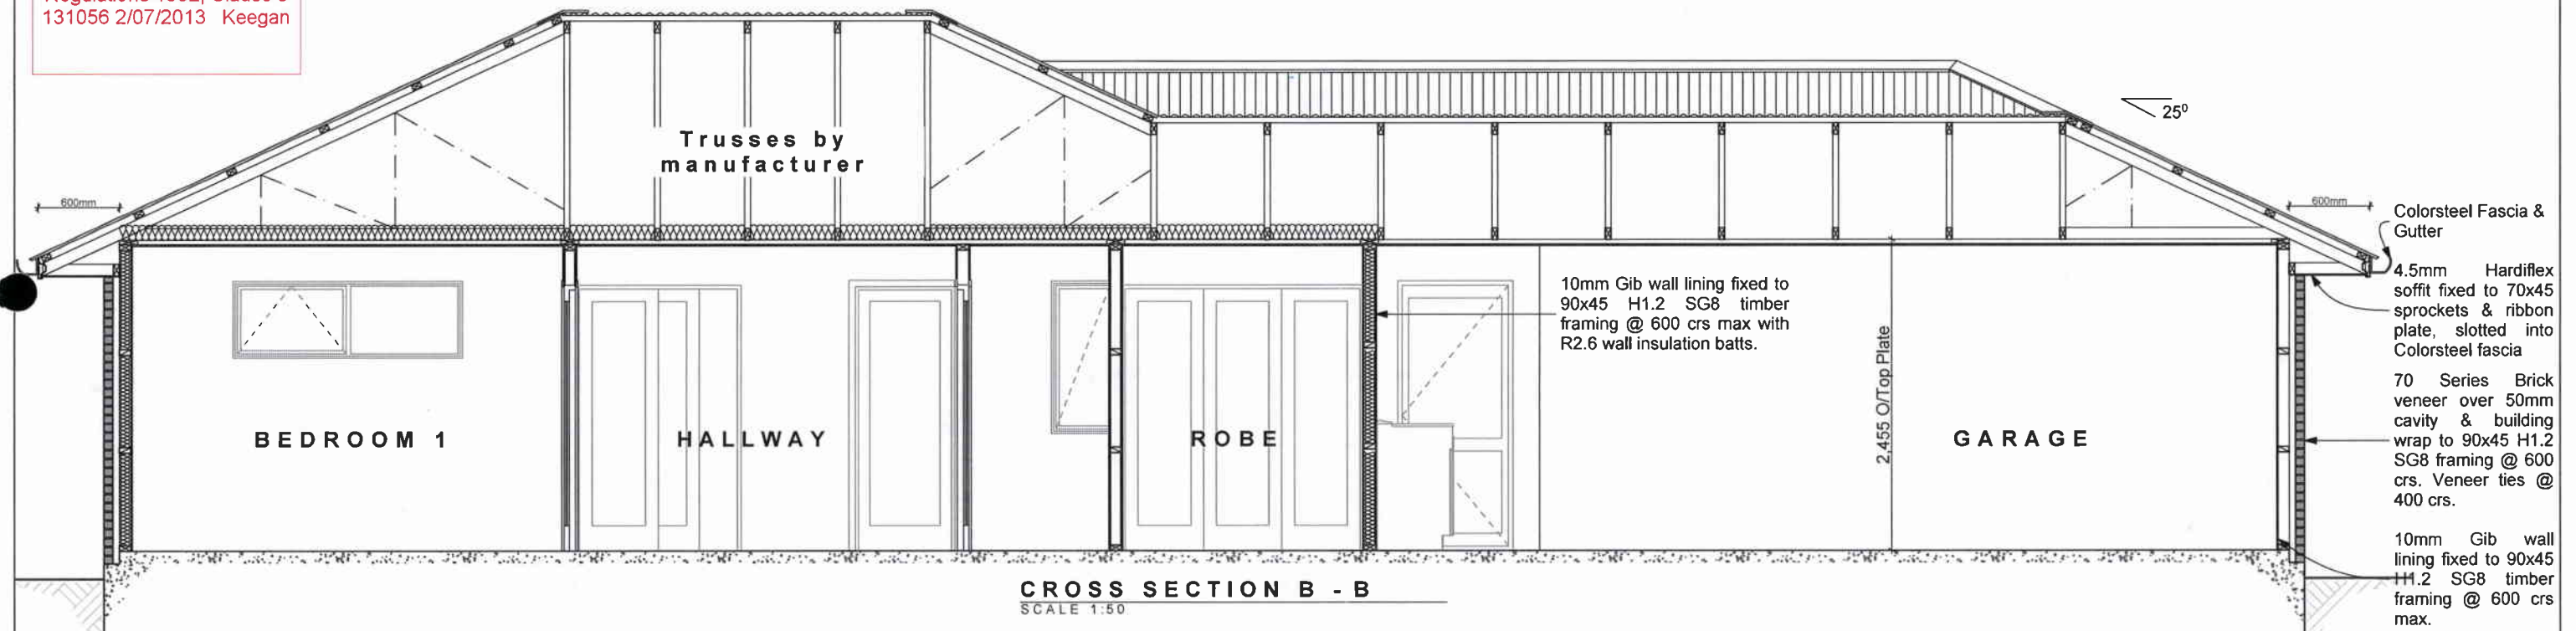 131056 2/07/2013 Keegan
Trusses by
manufacturer
25⁰
600mm
600mm
Colorsteel Fascia &
Gutter
4.5mm Hardiflex
soffit fixed to 70x45
sprockets & ribbon
plate, slotted into
Colorsteel fascia
10mm Gib wall lining fixed to
90x45 H1.2 SG8 timber
framing @ 600 crs max with
R2.6 wall insulation batts.
2,455 O/Top Plate
70 Series Brick
veneer over 50mm
cavity & building
wrap to 90x45 H1.2
SG8 framing @ 600
crs. Veneer ties @
400 crs.
BEDROOM 1
HALLWAY
ROBE
GARAGE
10mm Gib wall
lining fixed to 90x45
H1.2 SG8 timber
framing @ 600 crs
max.
CROSS SECTION B - B
SCALE 1:50